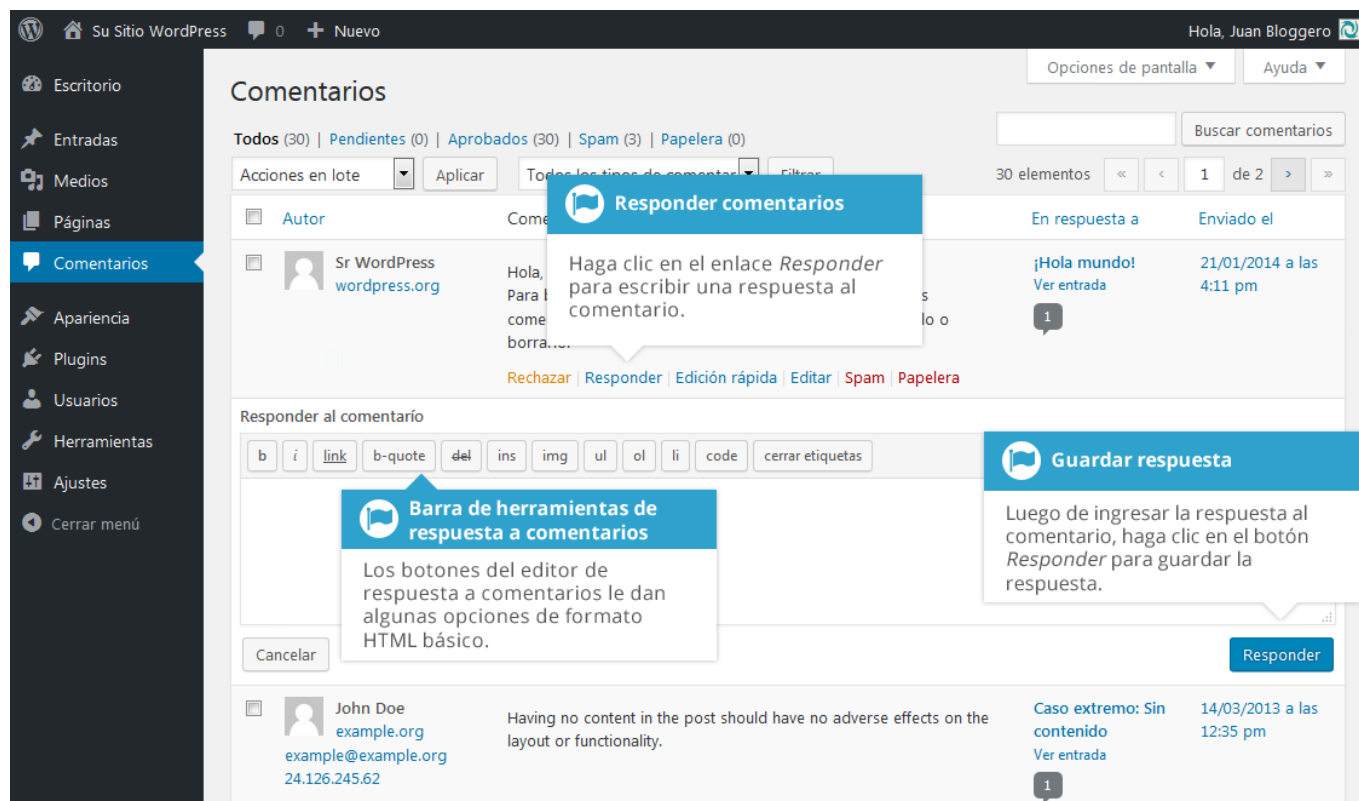 Su Sitio WordPress 0 + Nuevo Hola, Juan Bloggero
Opciones de pantalla ▼ Ayuda ▼
Escritorio
Entradas
Medios
Páginas
Comentarios
Apariencia
Plugins
Usuarios
Herramientas
Ajustes
Cerrar menú
Comentarios
Todos (30) | Pendientes (0) | Aprobados (30) | Spam (3) | Papelera (0)
Buscar comentarios
Acciones en lote Aplicar Todos los tipos de comentar Filtrar 30 elementos « ‹ 1 de 2 › »
Autor En respuesta a Enviado el
Responder comentarios
Haga clic en el enlace Responder
para escribir una respuesta al
comentario.
Sr WordPress
wordpress.org
Hola,
Para
borrarlo.
¡Hola mundo!
Ver entrada
1
21/01/2014 a las
4:11 pm
Rechazar | Responder | Edición rápida | Editar | Spam | Papelera
Responder al comentarío
b i link b-quote del ins img ul ol li code cerrar etiquetas
Barra de herramientas de
respuesta a comentarios
Los botones del editor de
respuesta a comentarios le dan
algunas opciones de formato
HTML básico.
Guardar respuesta
Luego de ingresar la respuesta al
comentario, haga clic en el botón
Responder para guardar la
respuesta.
Cancelar Responder
John Doe
example.org
example@example.org
24.126.245.62
Having no content in the post should have no adverse effects on the
layout or functionality.
Caso extremo: Sin
contenido
Ver entrada
1
14/03/2013 a las
12:35 pm